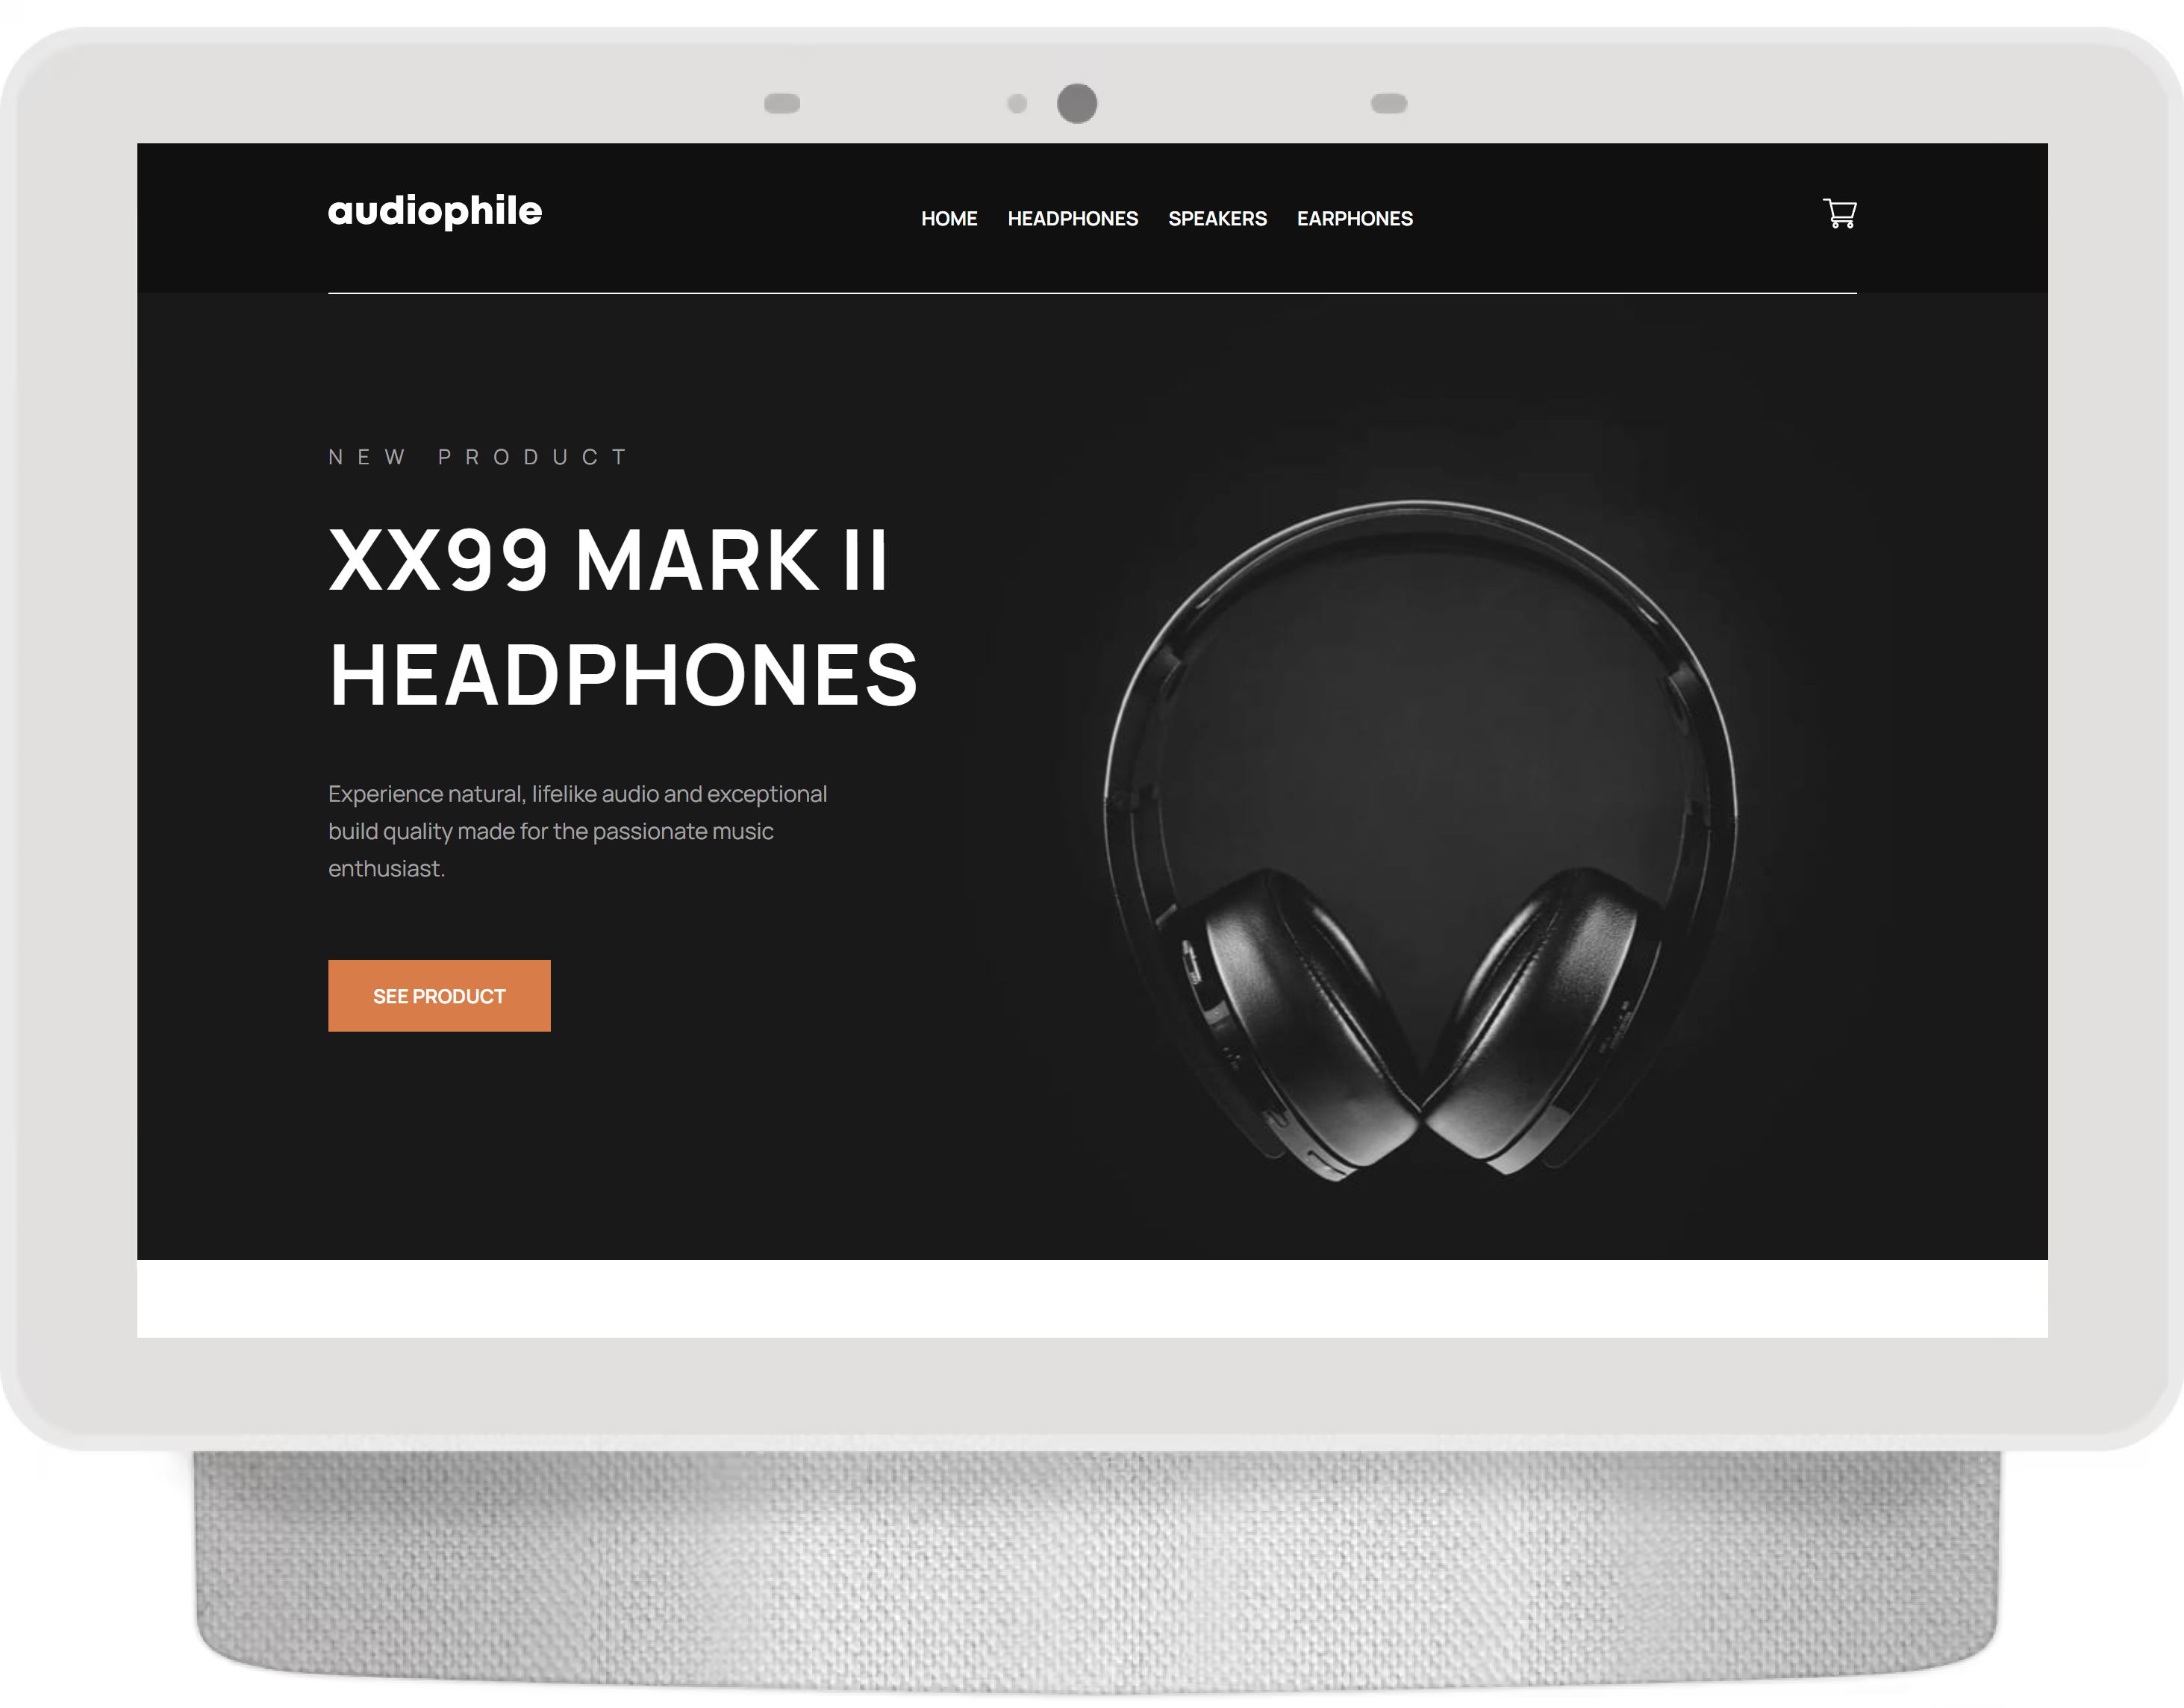 audiophile
HOME HEADPHONES SPEAKERS EARPHONES
NEW PRODUCT
XX99 MARK II
HEADPHONES
Experience natural, lifelike audio and exceptional
build quality made for the passionate music
enthusiast.
SEE PRODUCT